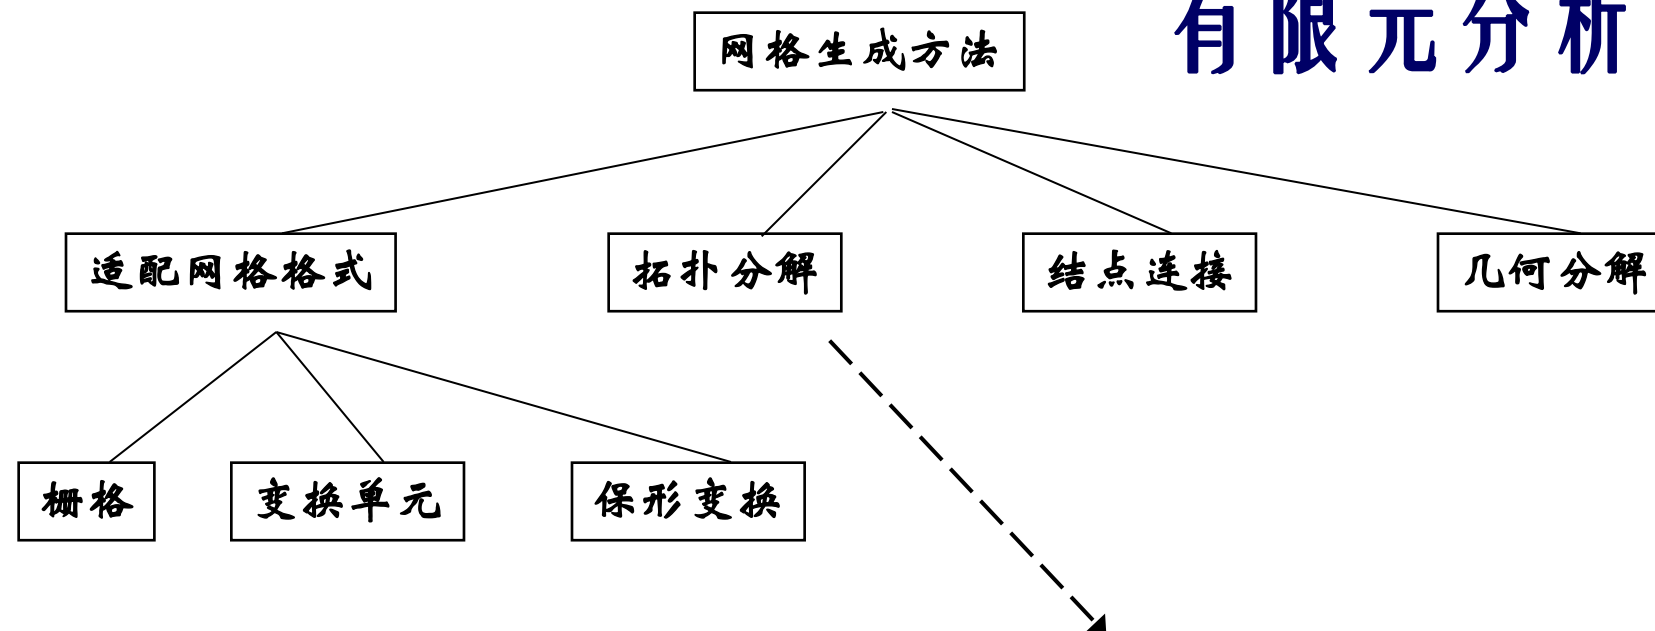 有限元分析
网格生成方法
适配网格格式
拓扑分解
结点连接
几何分解
栅格
变换单元
保形变换